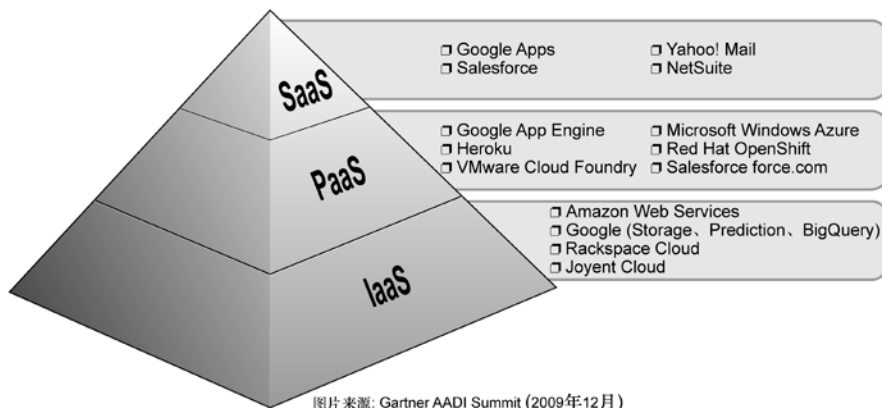 SaaS
❐ Google Apps
❐ Yahoo! Mail
❐ Salesforce
❐ NetSuite
PaaS
❐ Google App Engine
❐ Microsoft Windows Azure
❐ Heroku
❐ Red Hat OpenShift
❐ VMware Cloud Foundry
❐ Salesforce force.com
IaaS
❐ Amazon Web Services
❐ Google (Storage、Prediction、BigQuery)
❐ Rackspace Cloud
❐ Joyent Cloud
图片来源: Gartner AADI Summit (2009年12月)